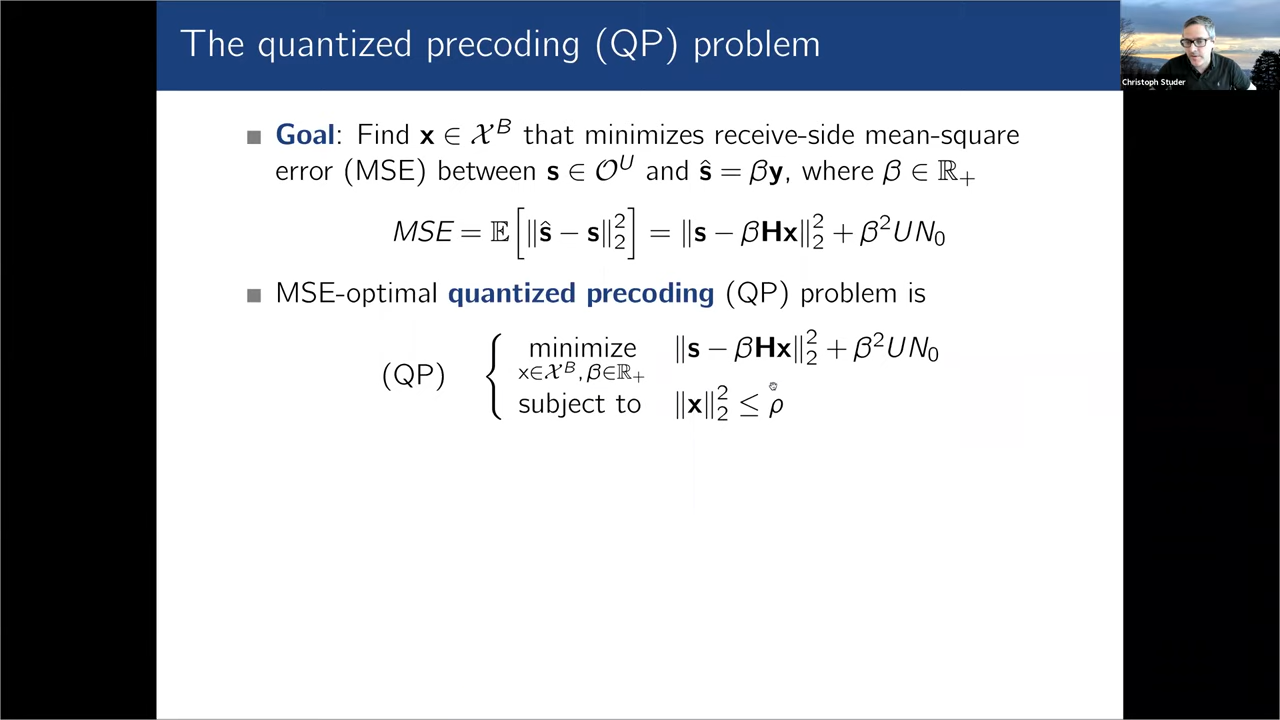 The quantized precoding (QP) problem
Christoph Studer
■ Goal: Find x ∈ 𝒳^B that minimizes receive-side mean-square
error (MSE) between s ∈ 𝒪^U and ŝ = βy, where β ∈ ℝ₊
MSE = 𝔼[‖ŝ − s‖₂²] = ‖s − βHx‖₂² + β²UN₀
■ MSE-optimal quantized precoding (QP) problem is
(QP) { minimize x∈𝒳^B, β∈ℝ₊ ‖s − βHx‖₂² + β²UN₀
subject to ‖x‖₂² ≤ ρ